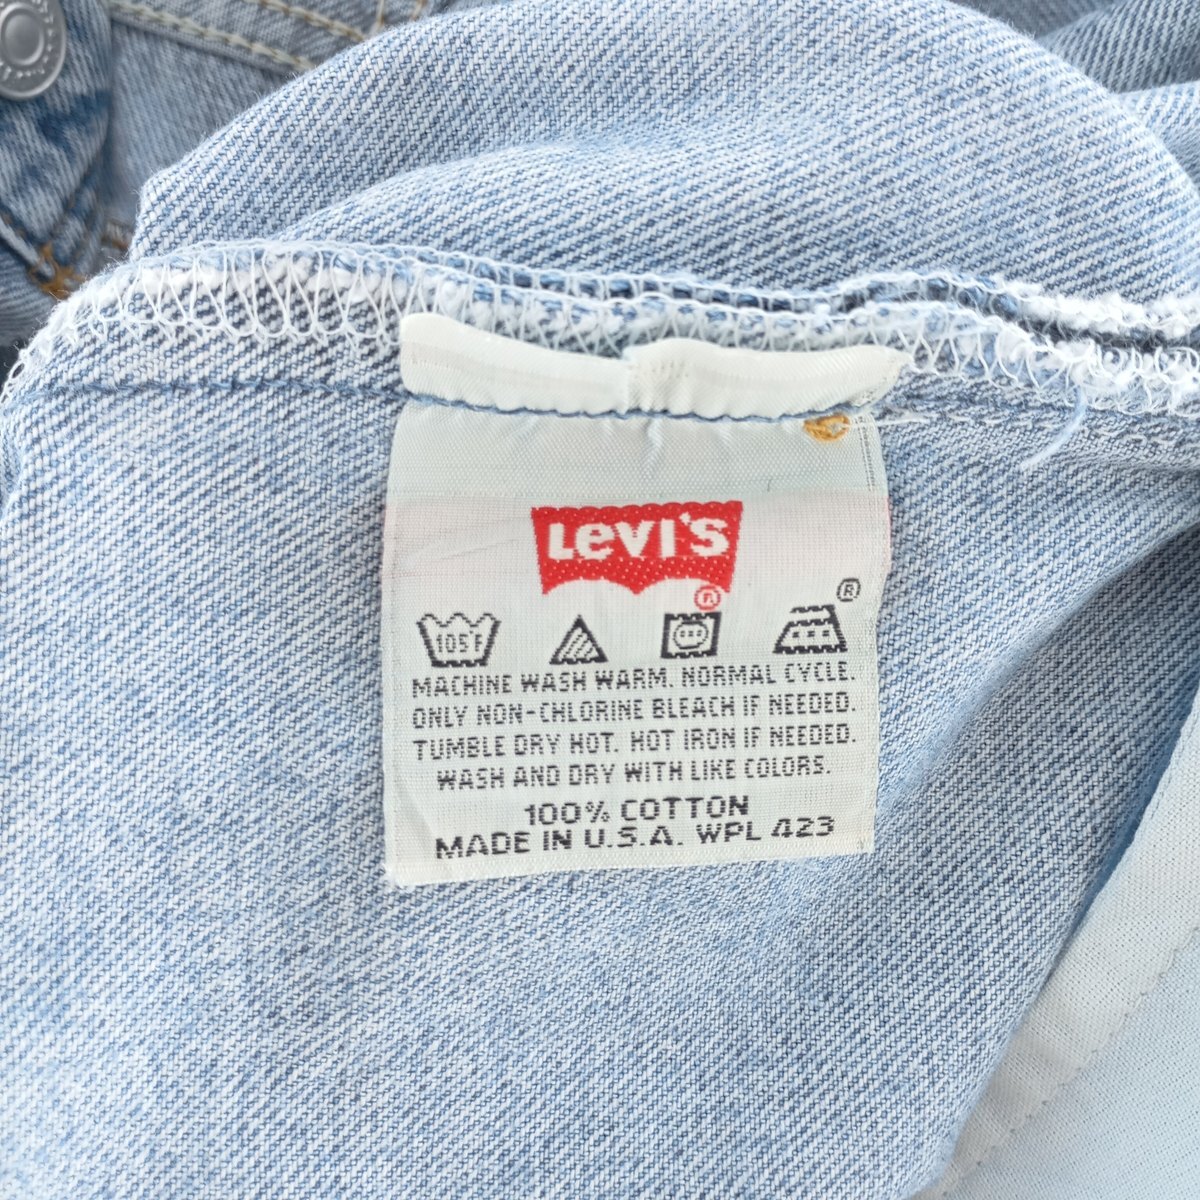 LEVI'S
®
®
105°F
MACHINE WASH WARM. NORMAL CYCLE.
ONLY NON-CHLORINE BLEACH IF NEEDED.
TUMBLE DRY HOT. HOT IRON IF NEEDED.
WASH AND DRY WITH LIKE COLORS.
100% COTTON
MADE IN U.S.A. WPL 423